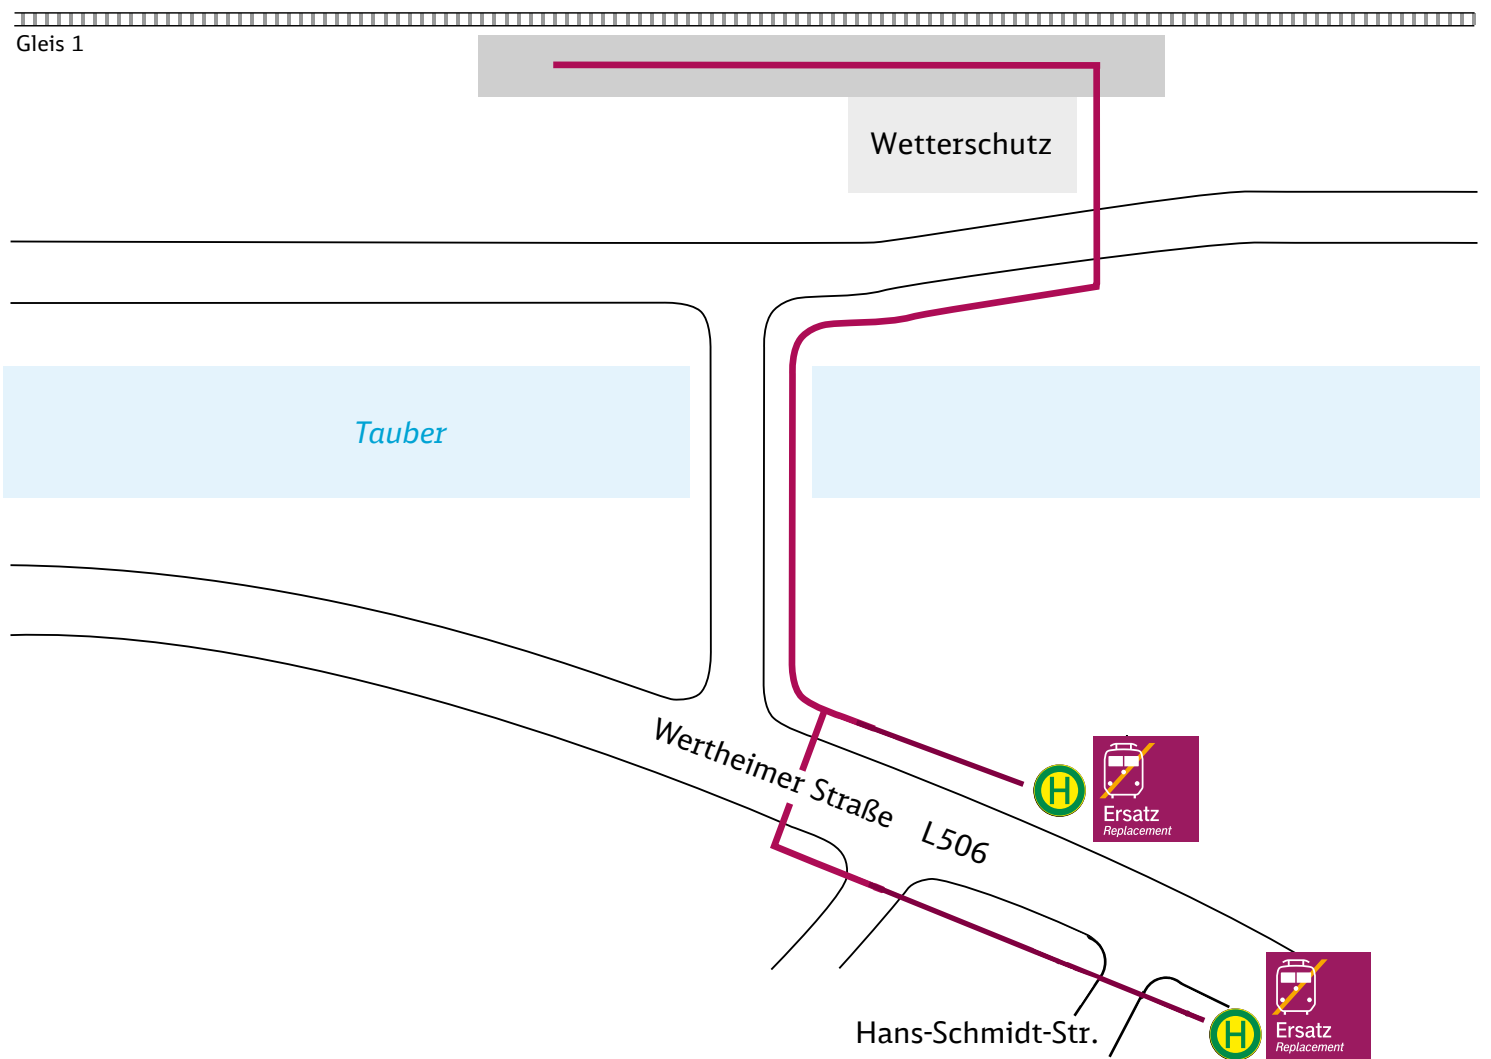 Gleis 1
Wetterschutz
Tauber
Wertheimer Straße L506
H
Ersatz
Replacement
Hans-Schmidt-Str.
H
Ersatz
Replacement